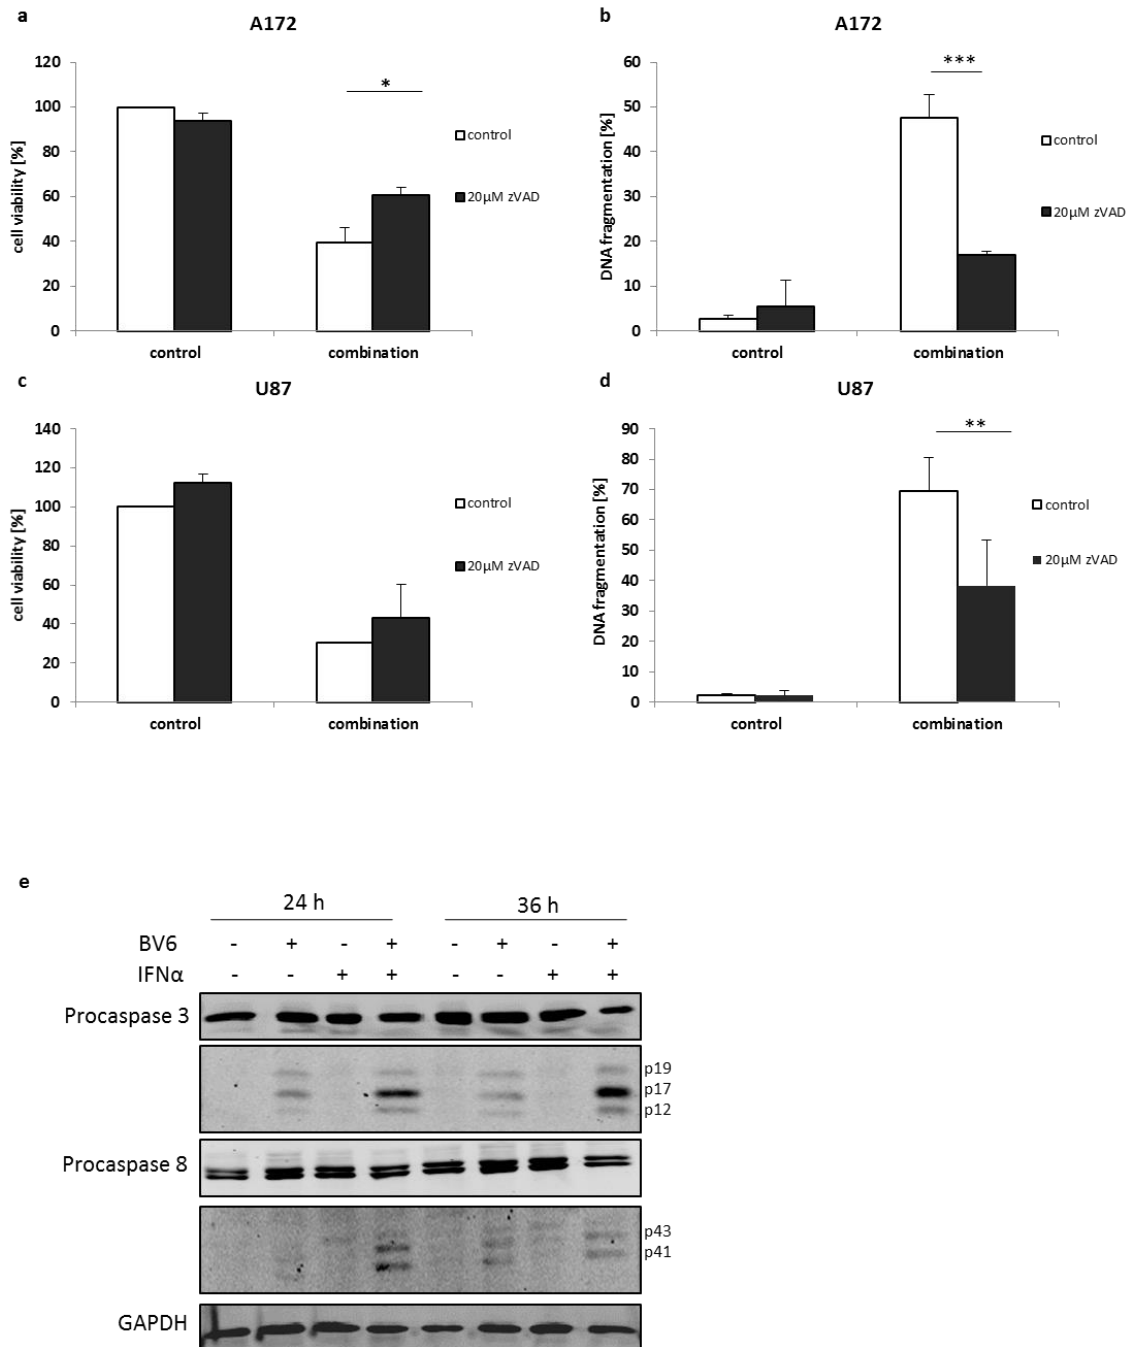 a
A172
120
100
80
60
40
20
0
cell viability [%]
*
control
20µM zVAD
control combination
b
A172
60
50
40
30
20
10
0
DNA fragmentation [%]
***
control
20µM zVAD
control combination
c
U87
140
120
100
80
60
40
20
0
cell viability [%]
control
20µM zVAD
control combination
d
U87
90
80
70
60
50
40
30
20
10
0
DNA fragmentation [%]
**
control
20µM zVAD
control combination
e
24 h 36 h
BV6 - + - + - + - +
IFNα - - + + - - + +
Procaspase 3
p19
p17
p12
Procaspase 8
p43
p41
GAPDH